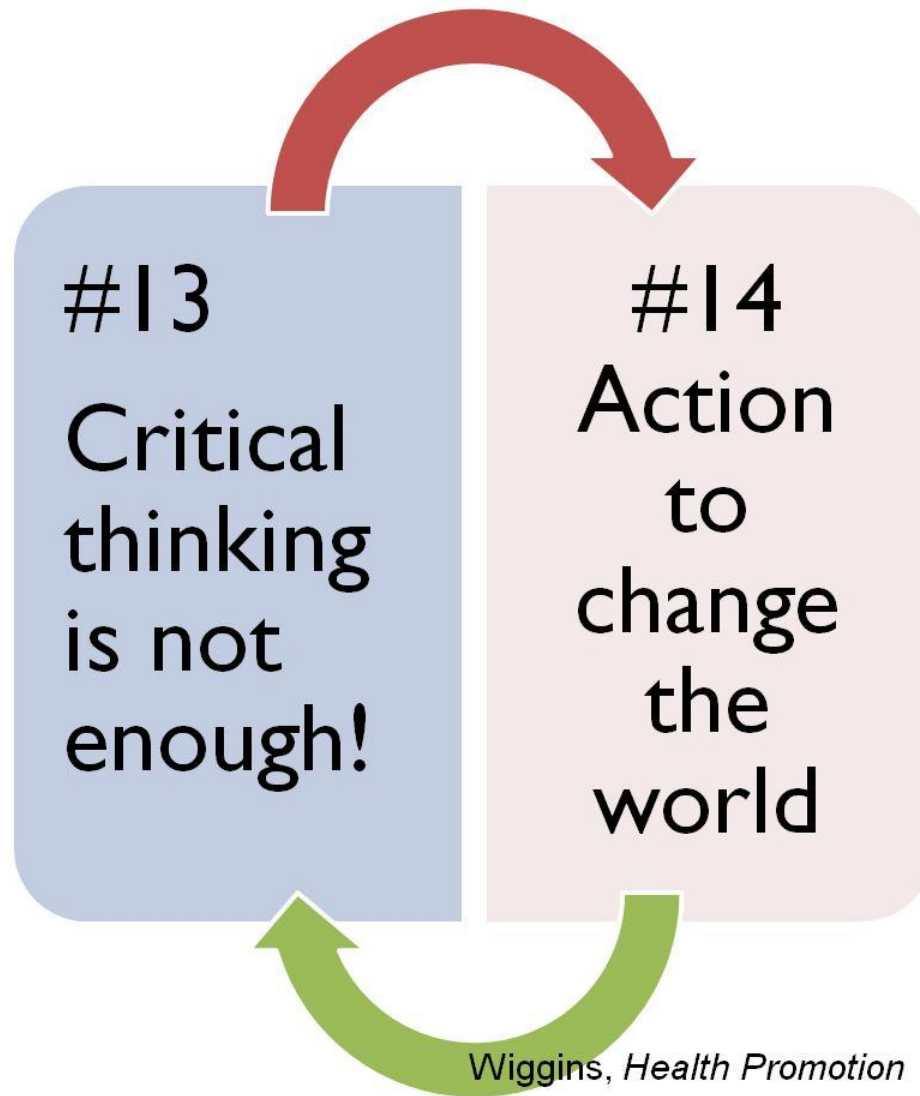 #13
Critical
thinking
is not
enough!
#14
Action
to
change
the
world
Wiggins, Health Promotion